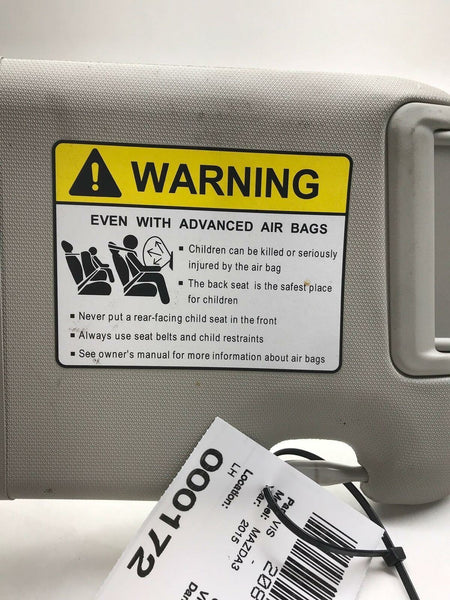 WARNING
EVEN WITH ADVANCED AIR BAGS
▪ Children can be killed or seriously
injured by the air bag
▪ The back seat is the safest place
for children
▪ Never put a rear-facing child seat in the front
▪ Always use seat belts and child restraints
▪ See owner's manual for more information about air bags
000172
Location:
LH
VIS
MAZDA3
2015
208